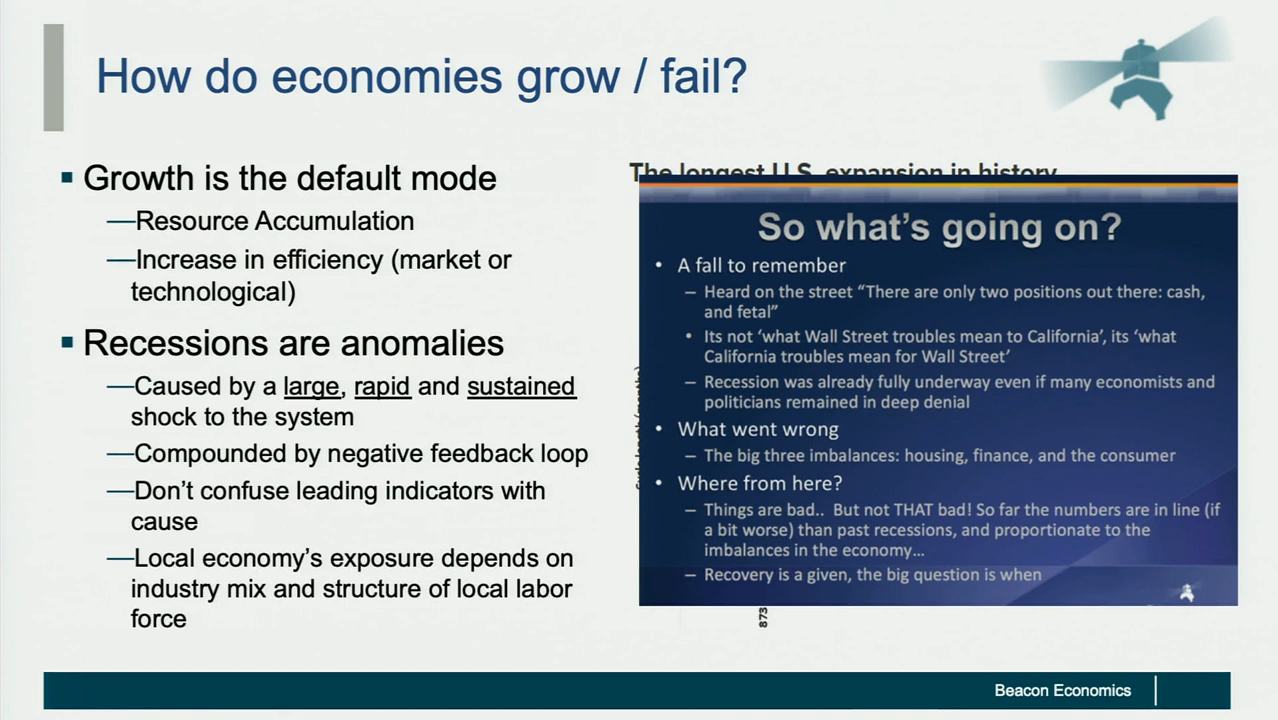 How do economies grow / fail?
▪ Growth is the default mode
—Resource Accumulation
—Increase in efficiency (market or
technological)
▪ Recessions are anomalies
—Caused by a large, rapid and sustained
shock to the system
—Compounded by negative feedback loop
—Don’t confuse leading indicators with
cause
—Local economy’s exposure depends on
industry mix and structure of local labor
force
The longest U.S. expansion in history
So what’s going on?
• A fall to remember
– Heard on the street “There are only two positions out there: cash,
and fetal”
• Its not ‘what Wall Street troubles mean to California’, its ‘what
California troubles mean for Wall Street’
– Recession was already fully underway even if many economists and
politicians remained in deep denial
• What went wrong
– The big three imbalances: housing, finance, and the consumer
• Where from here?
– Things are bad.. But not THAT bad! So far the numbers are in line (if
a bit worse) than past recessions, and proportionate to the
imbalances in the economy…
– Recovery is a given, the big question is when
873
Beacon Economics